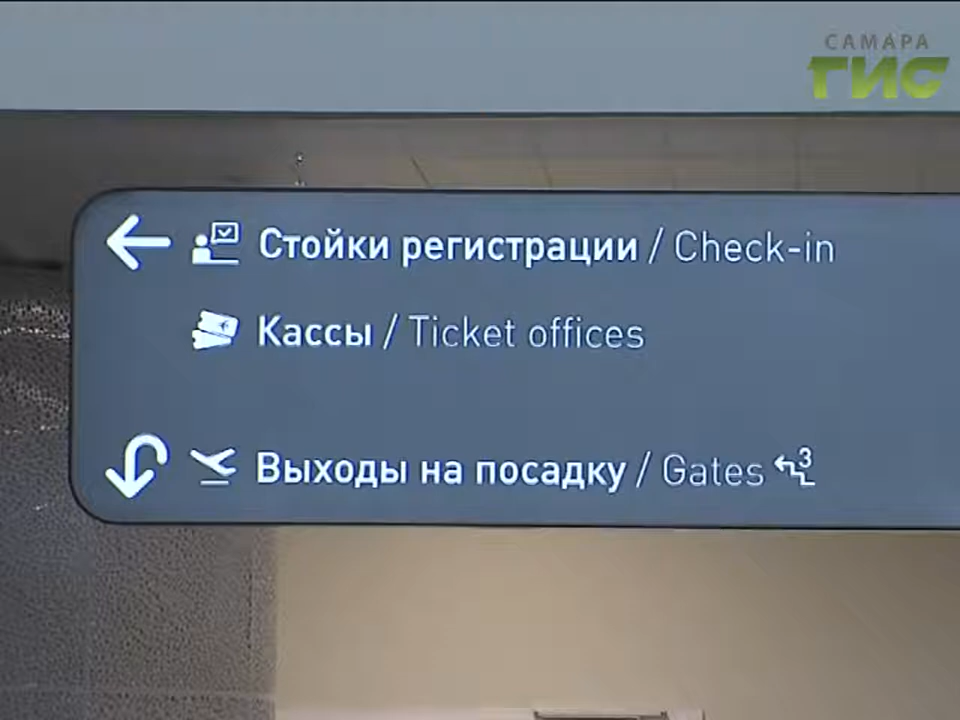 САМАРА
ГИС
Стойки регистрации / Check-in
Кассы / Ticket offices
Выходы на посадку / Gates 3